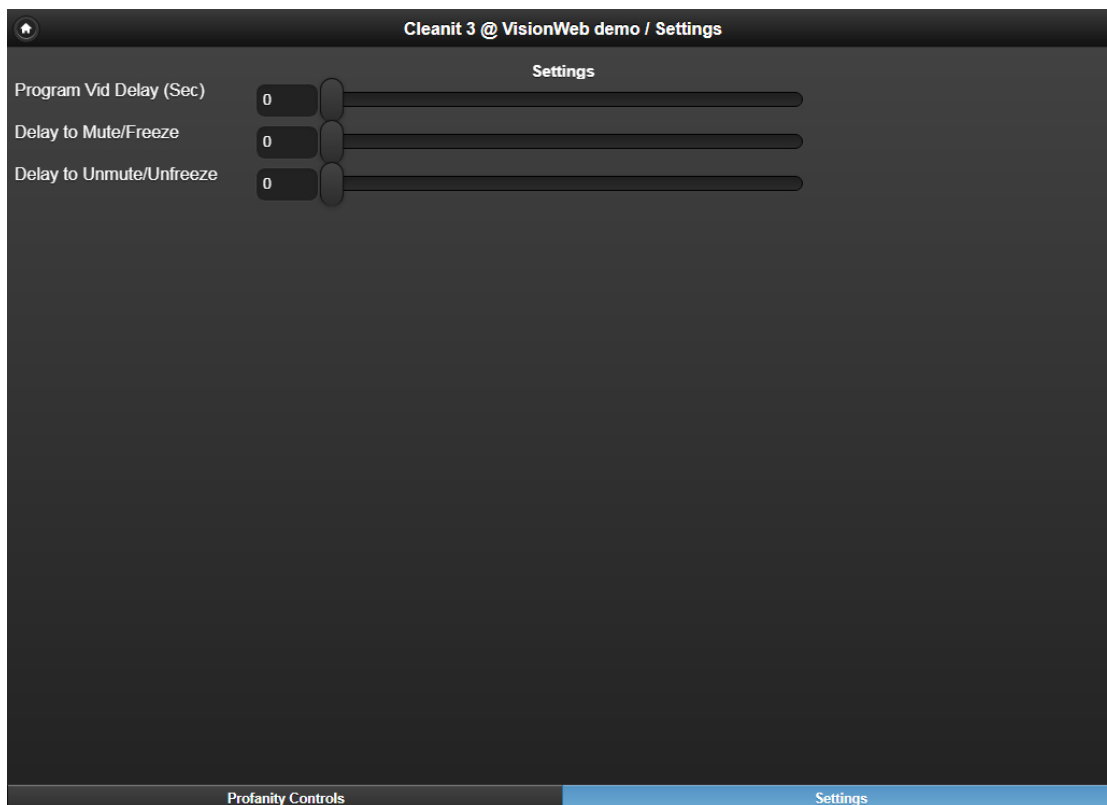 Cleanit 3 @ VisionWeb demo / Settings
Settings
Program Vid Delay (Sec)
0
Delay to Mute/Freeze
0
Delay to Unmute/Unfreeze
0
Profanity Controls
Settings